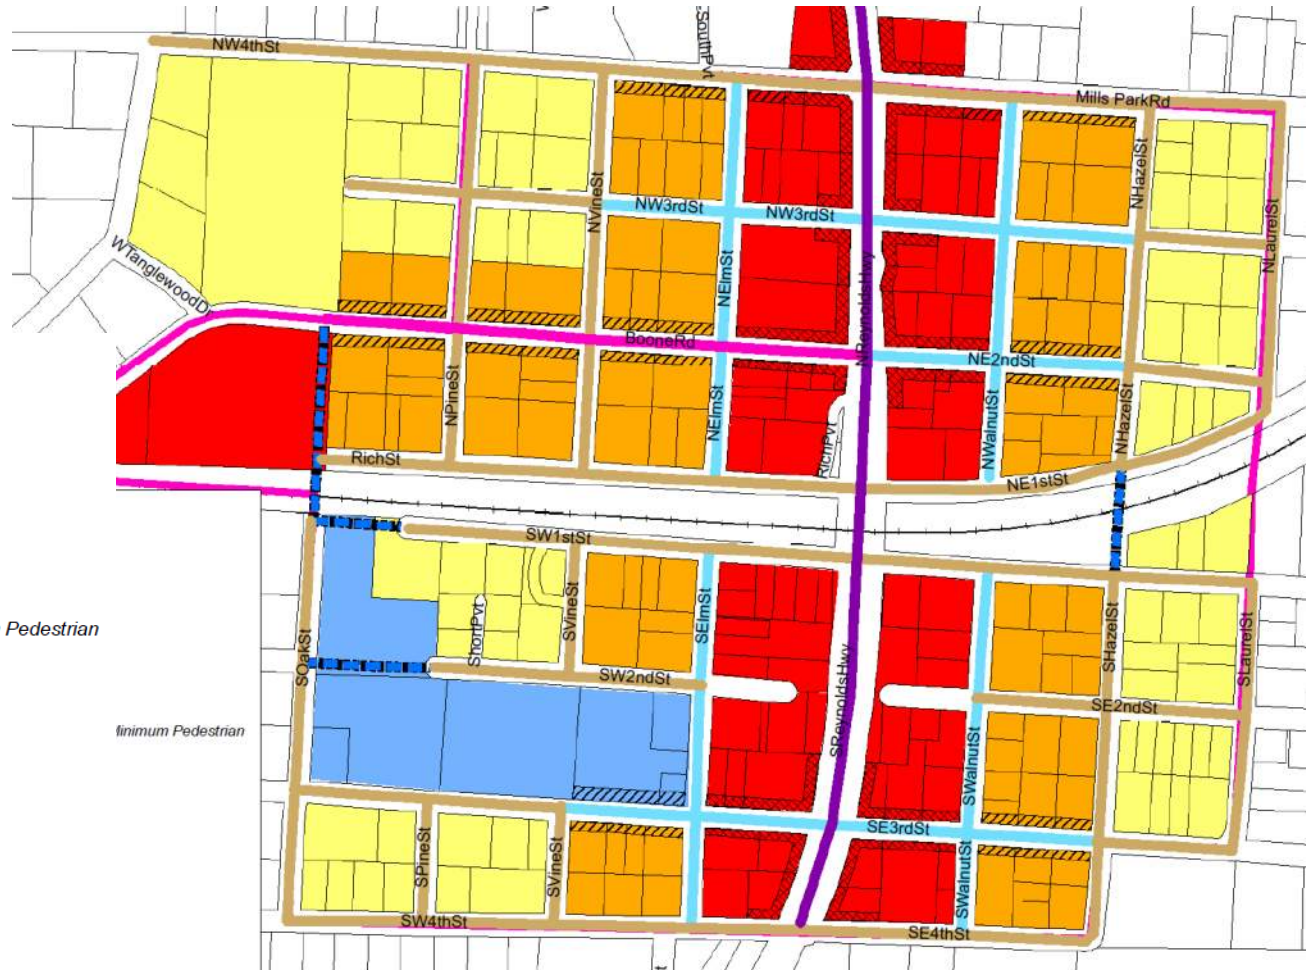 NW4thSt
SouthPvt
Mills ParkRd
NHazelSt
NVineSt
NW3rdSt
NW3rdSt
NLaurelSt
WTanglewoodDr
NElmSt
NReynoldsHwy
BooneRd
NE2ndSt
NPineSt
NElmSt
NWalnutSt
NHazelSt
RichPvt
RichSt
NE1stSt
SW1stSt
SVineSt
SElmSt
ShortPvt
Pedestrian
SOakSt
SHazelSt
SLaurelSt
SW2ndSt
SReynoldsHwy
SE2ndSt
Minimum Pedestrian
SWalnutSt
SE3rdSt
SPineSt
SVineSt
SWalnutSt
SW4thSt
SE4thSt